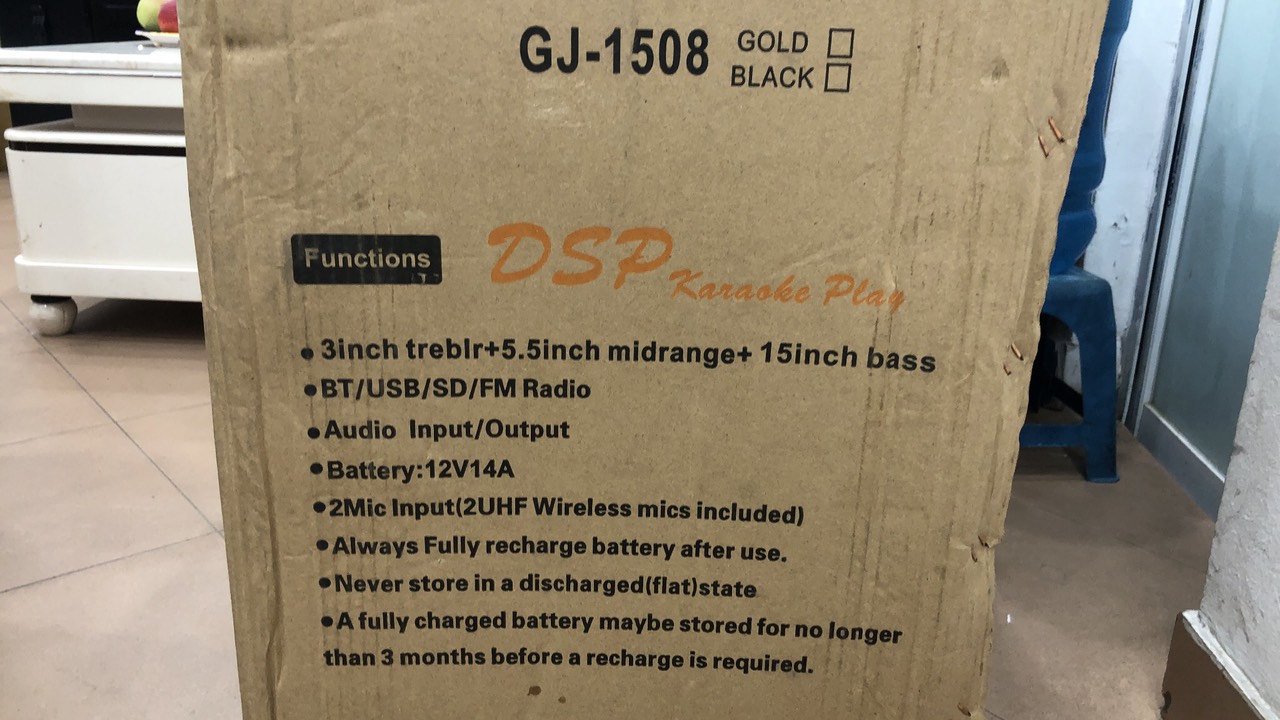 GJ-1508
GOLD
BLACK
Functions
DSP Karaoke Play
●3inch treblr+5.5inch midrange+ 15inch bass
●BT/USB/SD/FM Radio
●Audio Input/Output
●Battery:12V14A
●2Mic Input(2UHF Wireless mics included)
●Always Fully recharge battery after use.
●Never store in a discharged(flat)state
●A fully charged battery maybe stored for no longer
than 3 months before a recharge is required.